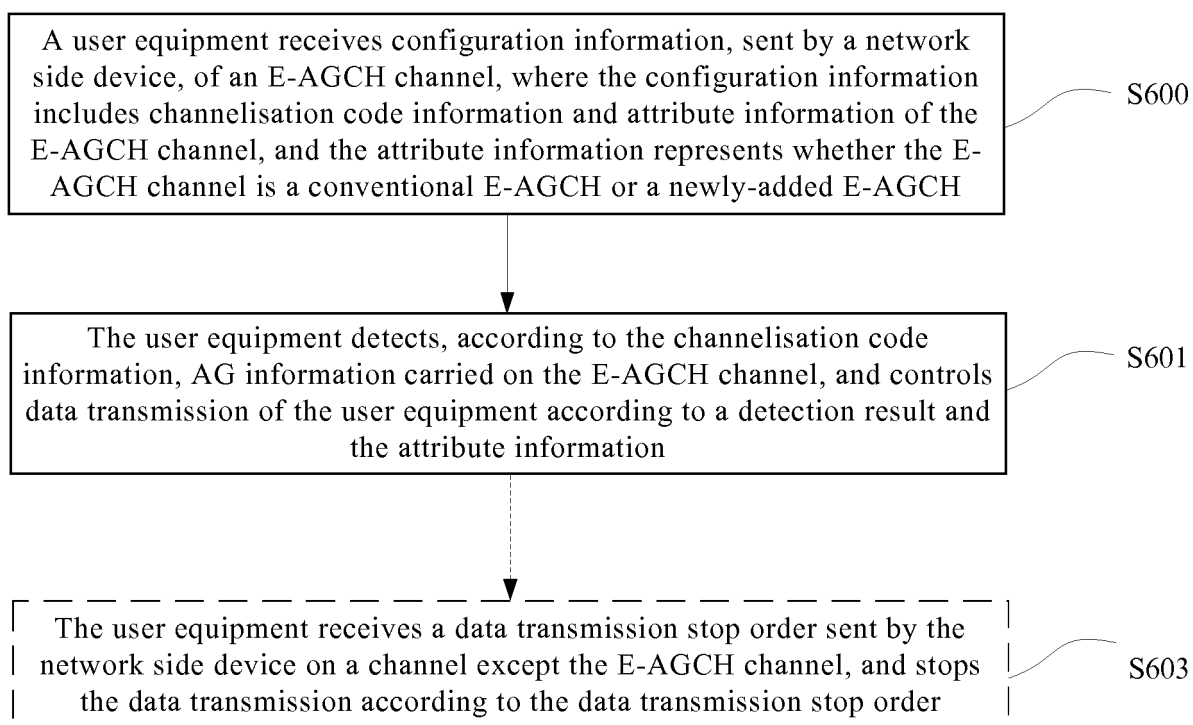 A user equipment receives configuration information, sent by a network
side device, of an E-AGCH channel, where the configuration information
includes channelisation code information and attribute information of the
E-AGCH channel, and the attribute information represents whether the E-
AGCH channel is a conventional E-AGCH or a newly-added E-AGCH
S600
The user equipment detects, according to the channelisation code
information, AG information carried on the E-AGCH channel, and controls
data transmission of the user equipment according to a detection result and
the attribute information
S601
The user equipment receives a data transmission stop order sent by the
network side device on a channel except the E-AGCH channel, and stops
the data transmission according to the data transmission stop order
S603